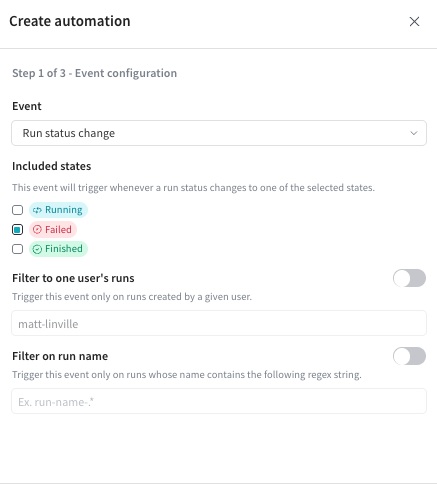 Create automation
Step 1 of 3 - Event configuration
Event
Run status change
Included states
This event will trigger whenever a run status changes to one of the selected states.
Running
Failed
Finished
Filter to one user's runs
Trigger this event only on runs created by a given user.
matt-linville
Filter on run name
Trigger this event only on runs whose name contains the following regex string.
Ex. run-name-.*